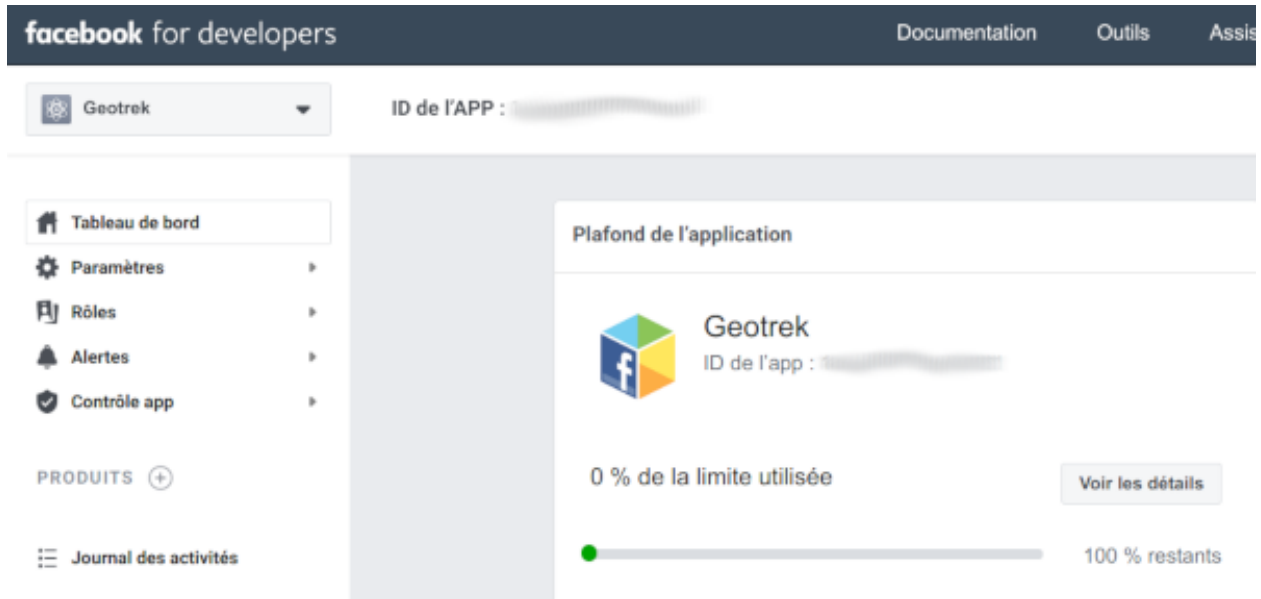 facebook for developers Documentation Outils Assis
Geotrek ID de l'APP :
Tableau de bord
Paramètres
Rôles
Alertes
Contrôle app
PRODUITS
Journal des activités
Plafond de l'application
Geotrek
ID de l'app :
0 % de la limite utilisée Voir les détails
100 % restants